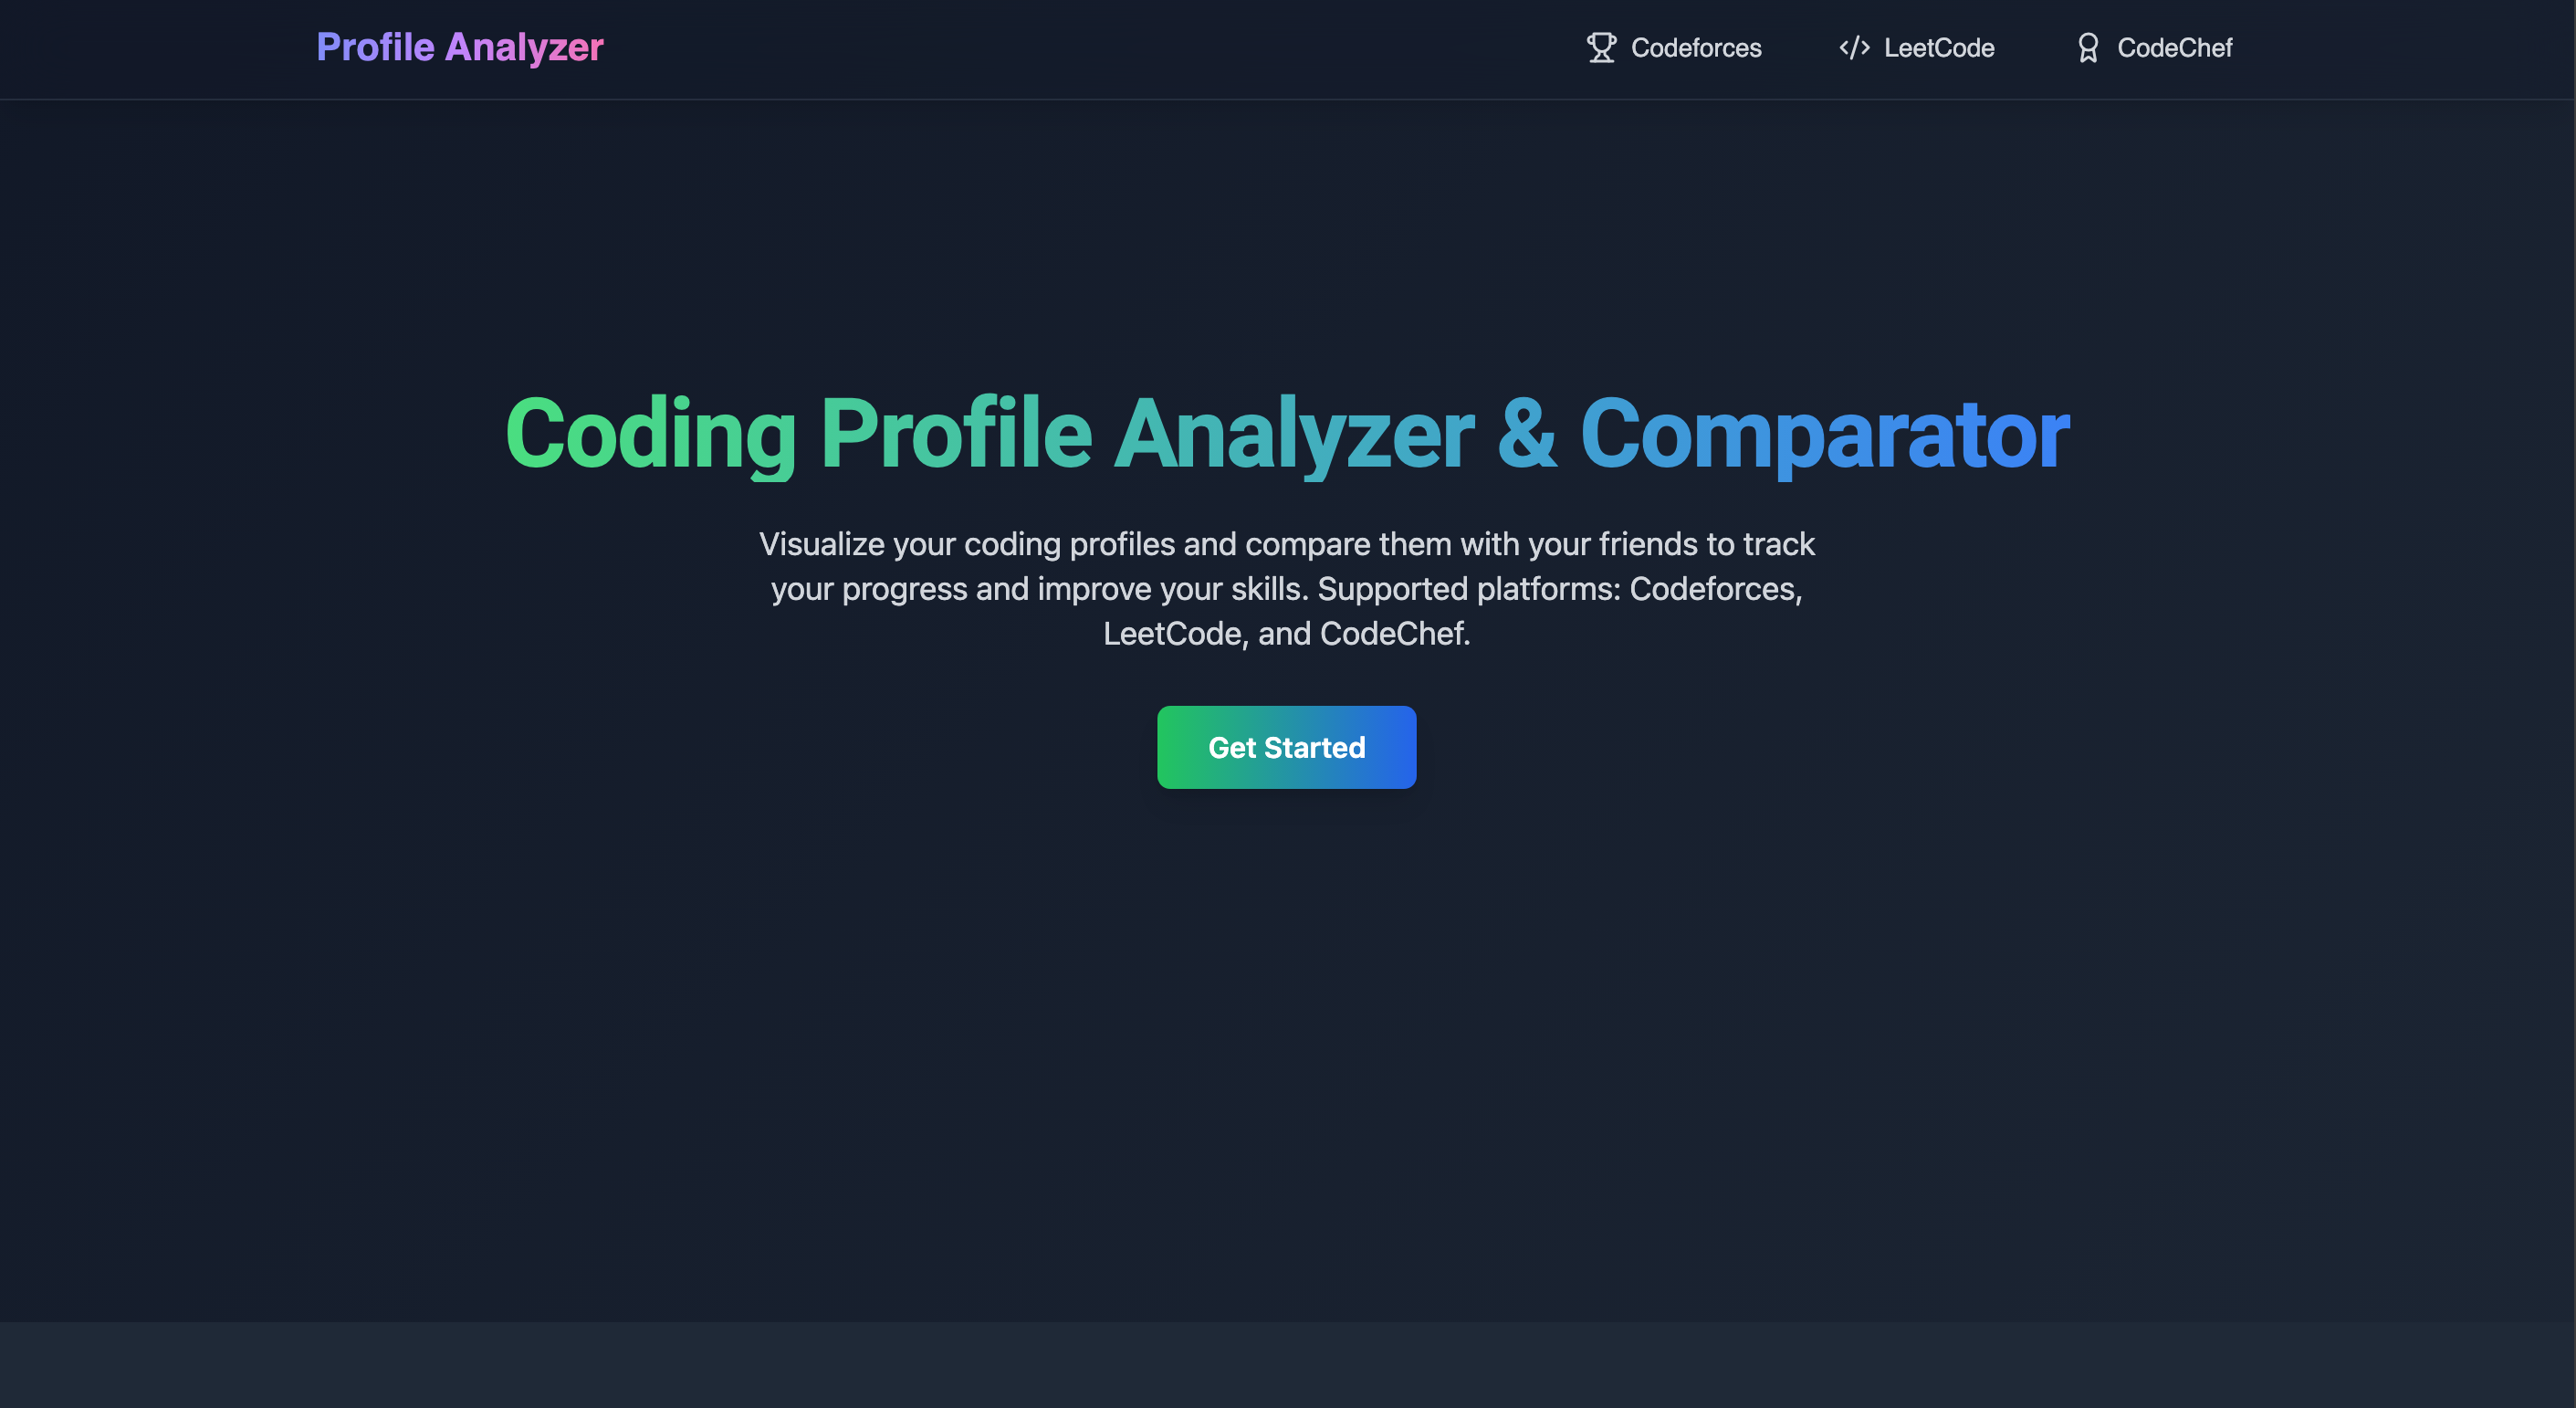 Profile Analyzer
Codeforces
LeetCode
CodeChef
Coding Profile Analyzer & Comparator
Visualize your coding profiles and compare them with your friends to track
your progress and improve your skills. Supported platforms: Codeforces,
LeetCode, and CodeChef.
Get Started